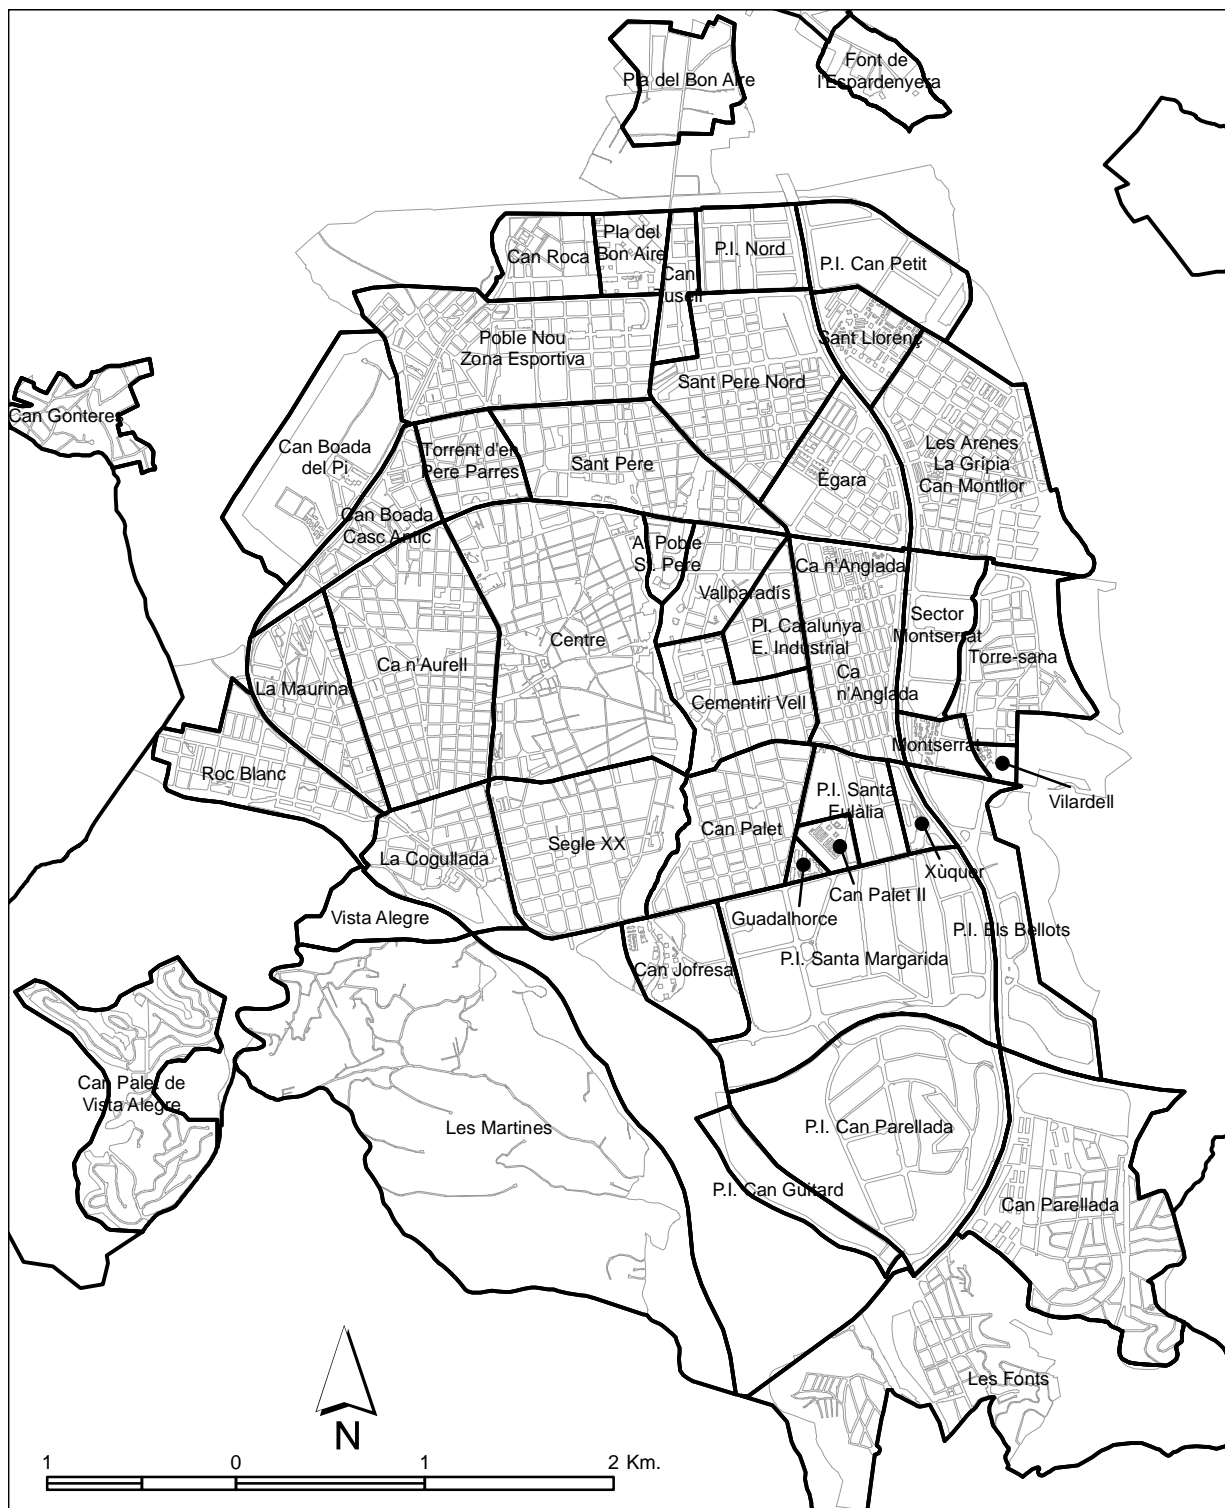 Pla del Bon Aire
Font de
l'Espardenyera
Can Roca
Pla del
Bon Aire
P.I. Nord
Can
Tusell
P.I. Can Petit
Poble Nou
Zona Esportiva
Sant Llorenç
Sant Pere Nord
Can Gonteres
Can Boada
del Pi
Torrent d'en
Pere Parres
Sant Pere
Ègara
Les Arenes
La Grípia
Can Montllor
Can Boada
Casc Antic
A. Poble
S. Pere
Vallparadís
Ca n'Anglada
Sector
Montserrat
Torre-sana
Centre
Pl. Catalunya
E. Industrial
Ca n'Aurell
La Maurina
Ca
n'Anglada
Cementiri Vell
Montserrat
Roc Blanc
Vilardell
P.I. Santa
Eulàlia
Can Palet
Segle XX
La Cogullada
Xúquer
Can Palet II
Guadalhorce
Vista Alegre
P.I. Els Bellots
P.I. Santa Margarida
Can Jofresa
Can Palet de
Vista Alegre
Les Martines
P.I. Can Parellada
P.I. Can Guitard
Can Parellada
Les Fonts
N
1 0 1 2 Km.